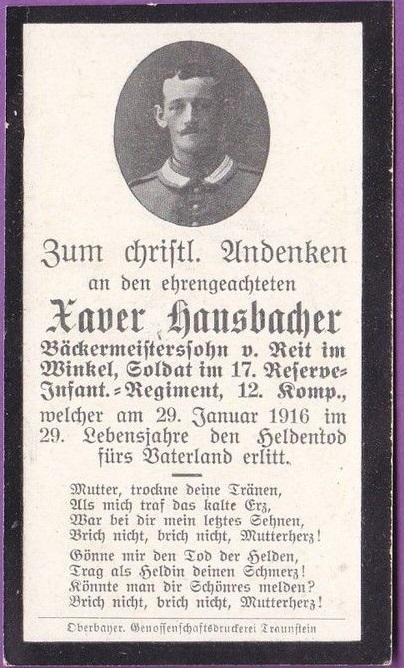 Zum christl. Andenken
an den ehrengeachteten
Xaver Hausbacher
Bäckermeisterssohn v. Reit im
Winkel, Soldat im 17. Reserve-
Infant.-Regiment, 12. Komp.,
welcher am 29. Januar 1916 im
29. Lebensjahre den Heldentod
fürs Vaterland erlitt.
Mutter, trockne deine Tränen,
Als mich traf das kalte Erz,
War bei dir mein letztes Sehnen,
Brich nicht, brich nicht, Mutterherz!
Gönne mir den Tod der Helden,
Trag als Heldin deinen Schmerz!
Könnte man dir Schönres melden?
Brich nicht, brich nicht, Mutterherz!
Oberbayer. Genossenschaftsdruckerei Traunstein